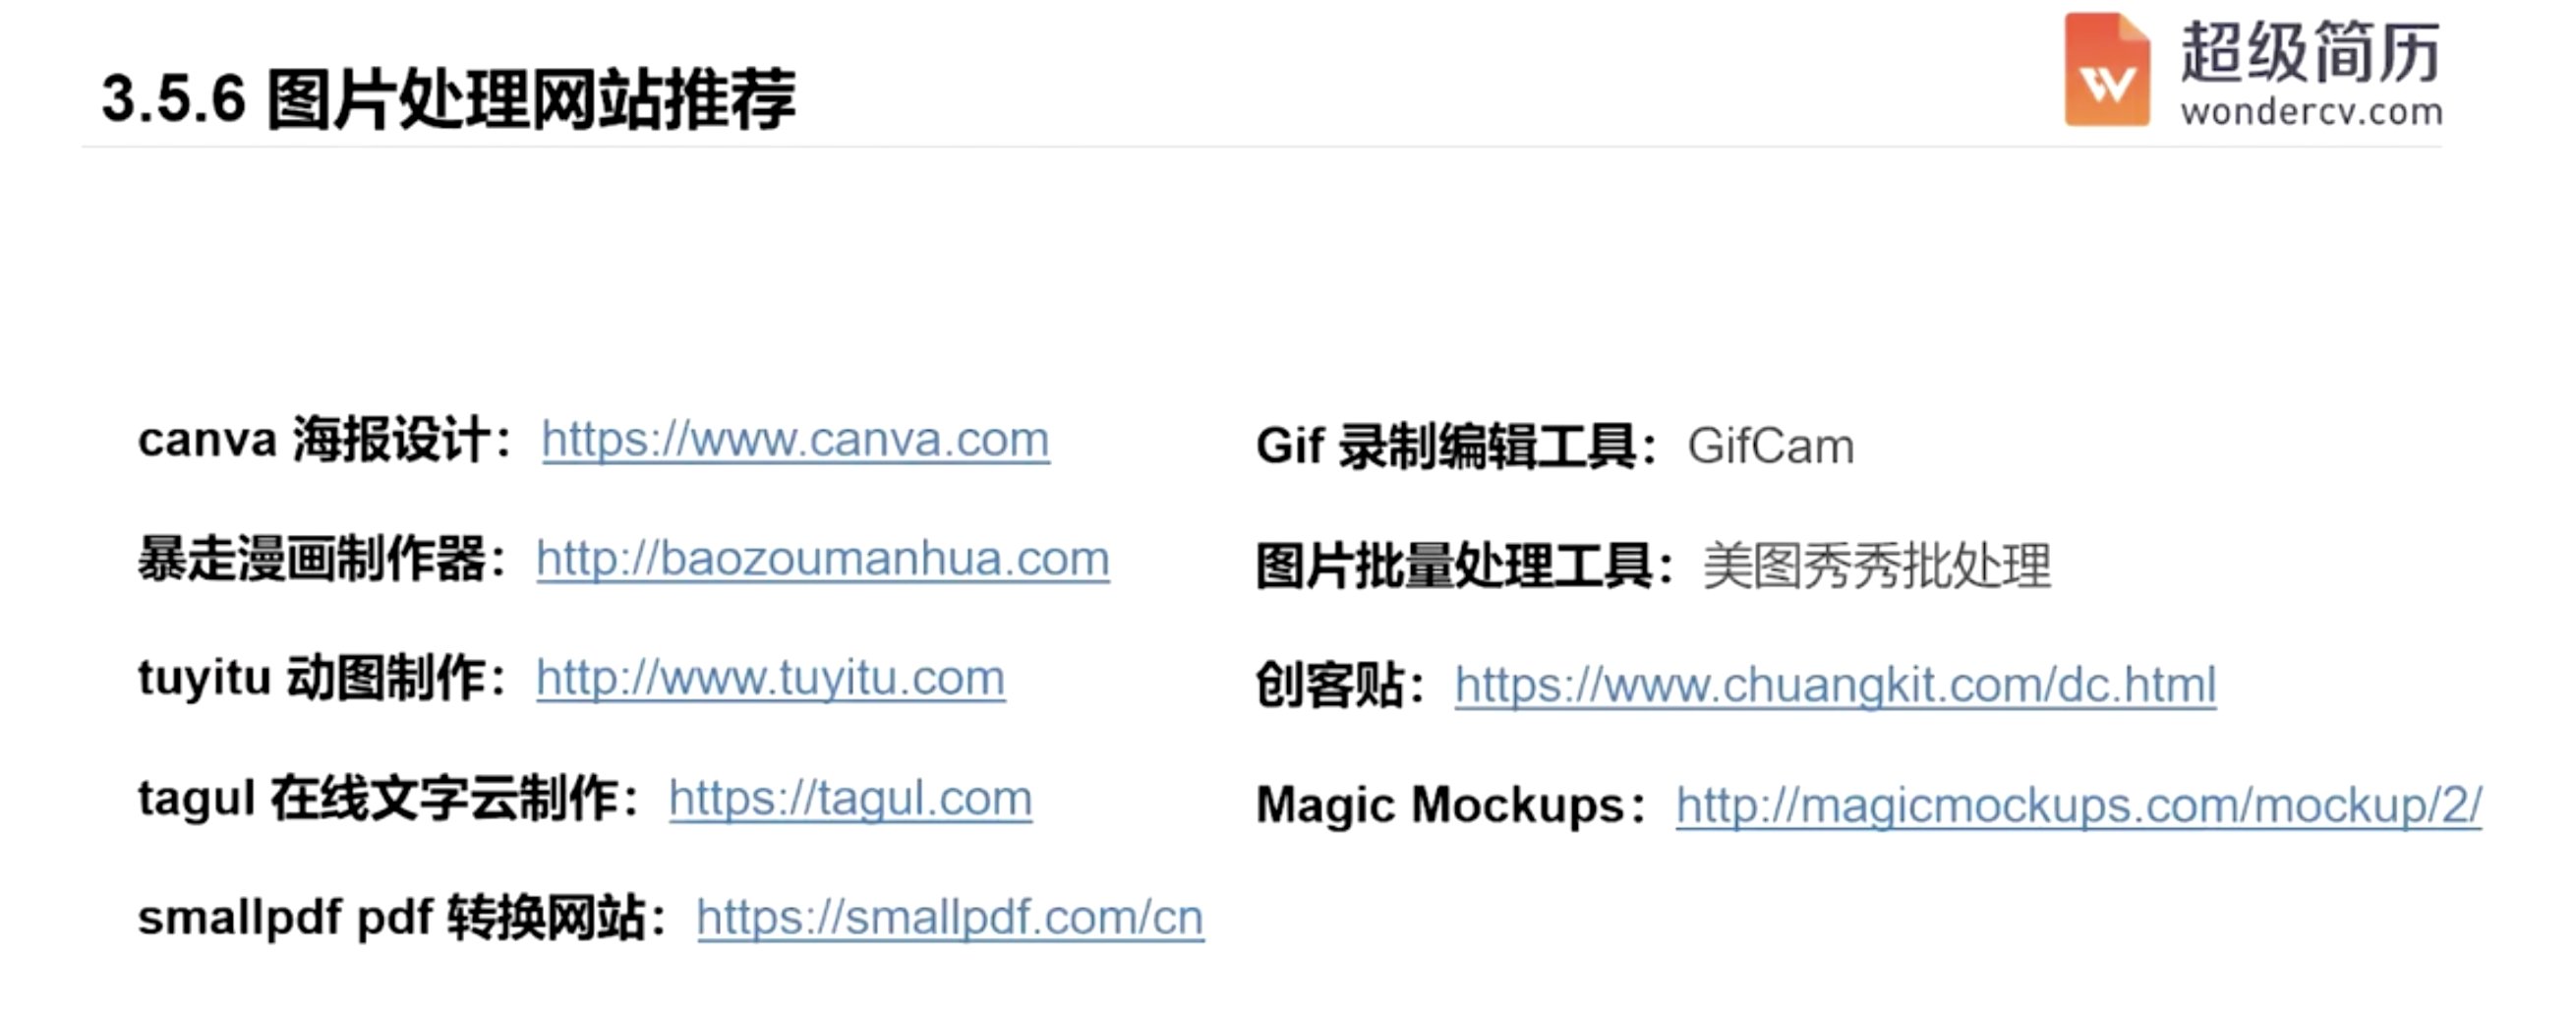 3.5.6 图片处理网站推荐
超级简历
wondercv.com
canva 海报设计：https://www.canva.com
暴走漫画制作器：http://baozoumanhua.com
tuyitu 动图制作：http://www.tuyitu.com
tagul 在线文字云制作：https://tagul.com
smallpdf pdf 转换网站：https://smallpdf.com/cn
Gif 录制编辑工具：GifCam
图片批量处理工具：美图秀秀批处理
创客贴：https://www.chuangkit.com/dc.html
Magic Mockups：http://magicmockups.com/mockup/2/